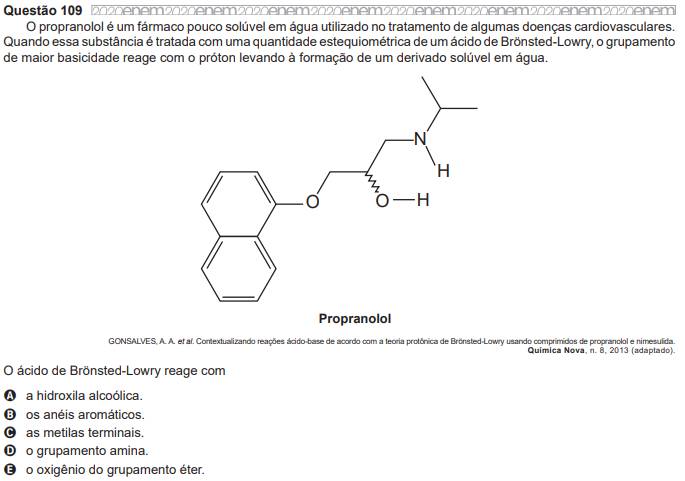 Questão 109 2020enem2020enem2020enem2020enem2020enem2020enem2020enem2020enem2020enem
O propranolol é um fármaco pouco solúvel em água utilizado no tratamento de algumas doenças cardiovasculares.
Quando essa substância é tratada com uma quantidade estequiométrica de um ácido de Brönsted-Lowry, o grupamento
de maior basicidade reage com o próton levando à formação de um derivado solúvel em água.
N
H
O
O—H
Propranolol
GONSALVES, A. A. et al. Contextualizando reações ácido-base de acordo com a teoria protônica de Brönsted-Lowry usando comprimidos de propranolol e nimesulida.
Química Nova, n. 8, 2013 (adaptado).
O ácido de Brönsted-Lowry reage com
A a hidroxila alcoólica.
B os anéis aromáticos.
C as metilas terminais.
D o grupamento amina.
E o oxigênio do grupamento éter.